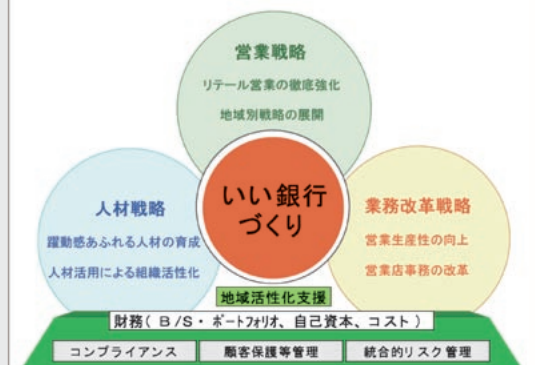 営業戦略
リテール営業の徹底強化
地域別戦略の展開
いい銀行
づくり
人材戦略
躍動感あふれる人材の育成
人材活用による組織活性化
業務改革戦略
営業生産性の向上
営業店事務の改革
地域活性化支援
財務( B/S・ポートフォリオ、自己資本、コスト )
コンプライアンス
顧客保護等管理
統合的リスク管理